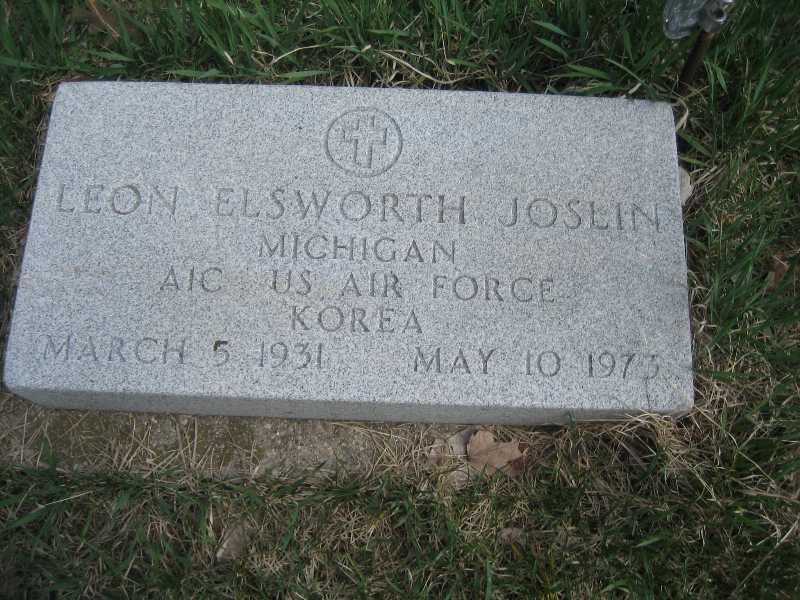 LEON ELSWORTH JOSLIN
MICHIGAN
A1C US AIR FORCE
KOREA
MARCH 5 1931 MAY 10 1973